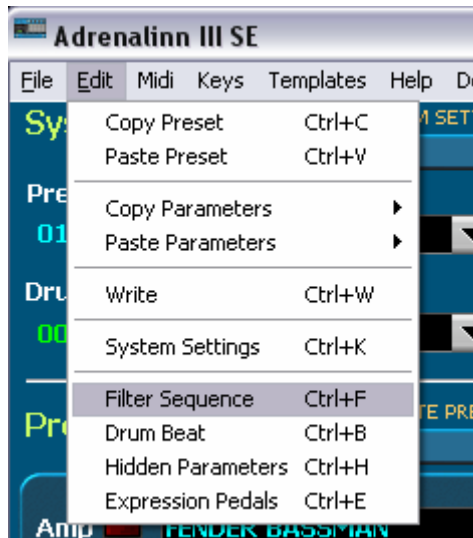 Adrenalinn III SE
File Edit Midi Keys Templates Help
Copy Preset Ctrl+C
Paste Preset Ctrl+V
Copy Parameters
Paste Parameters
Write Ctrl+W
System Settings Ctrl+K
Filter Sequence Ctrl+F
Drum Beat Ctrl+B
Hidden Parameters Ctrl+H
Expression Pedals Ctrl+E
Amp FENDER BASSMAN